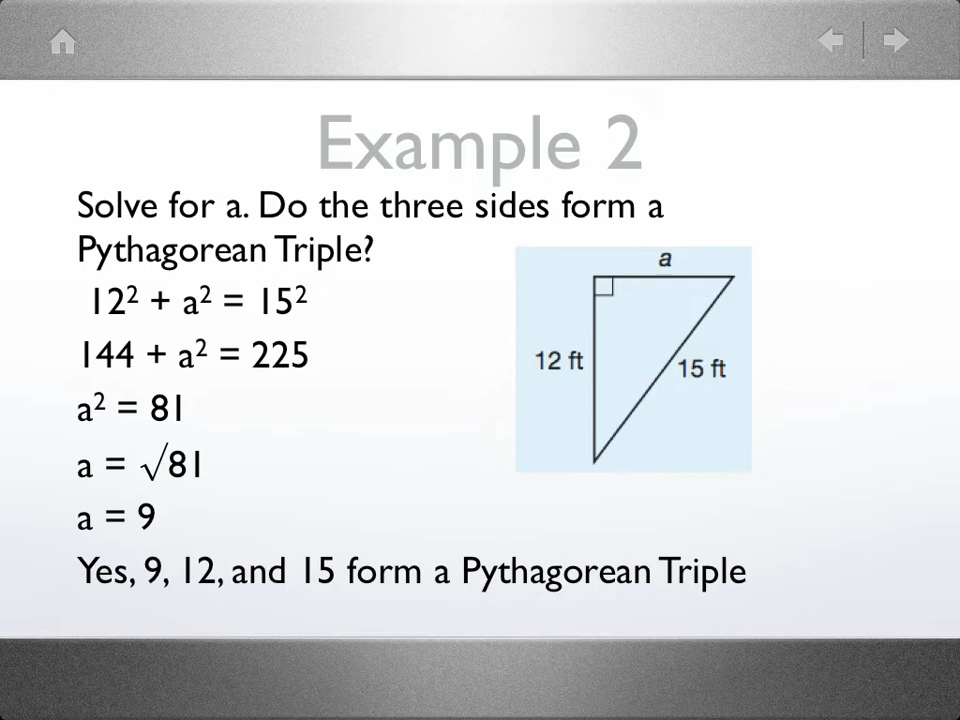 Example 2
Solve for a. Do the three sides form a
Pythagorean Triple?
12² + a² = 15²
144 + a² = 225
a² = 81
a = √81
a = 9
Yes, 9, 12, and 15 form a Pythagorean Triple
a
12 ft
15 ft